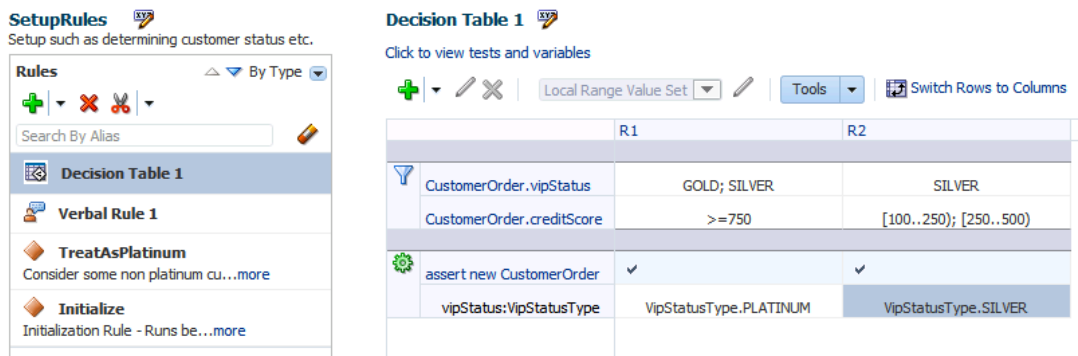 SetupRules
Setup such as determining customer status etc.
Rules By Type
Search By Alias
Decision Table 1
Verbal Rule 1
TreatAsPlatinum
Consider some non platinum cu...more
Initialize
Initialization Rule - Runs be...more
Decision Table 1
Click to view tests and variables
Local Range Value Set Tools Switch Rows to Columns
R1 R2
CustomerOrder.vipStatus GOLD; SILVER SILVER
CustomerOrder.creditScore >=750 [100..250); [250..500)
assert new CustomerOrder
vipStatus:VipStatusType VipStatusType.PLATINUM VipStatusType.SILVER